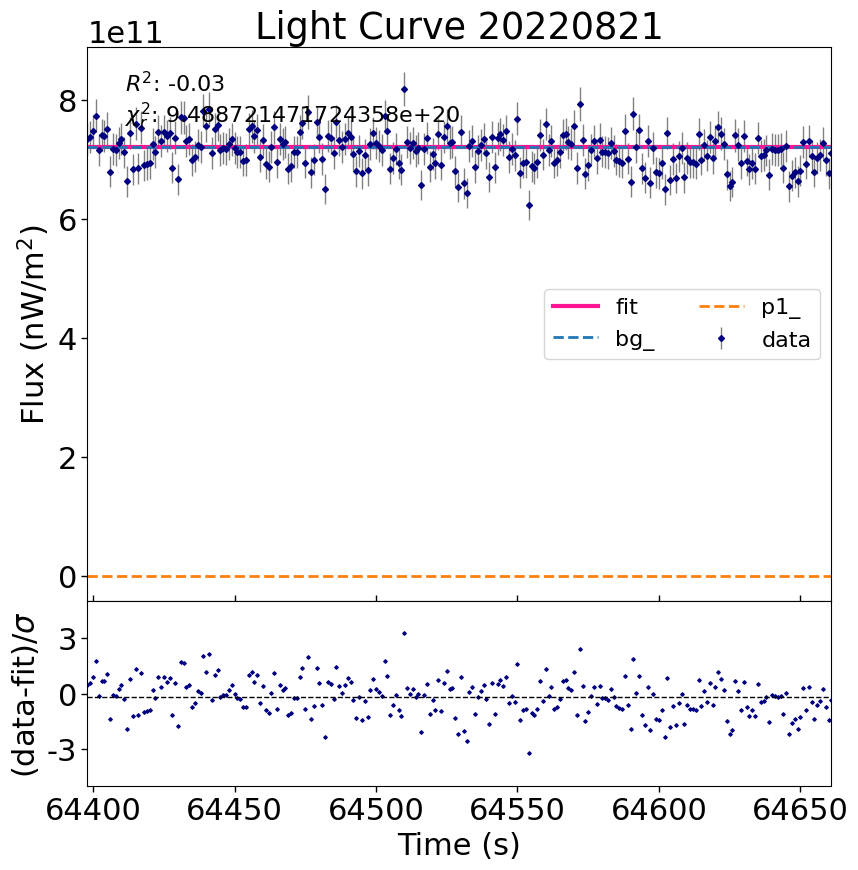 Light Curve 20220821
1e11
R²: -0.03
χ²ᵣ: 9.488721471724358e+20
8
6
4
2
0
Flux (nW/m²)
fit
bg_
p1_
data
3
0
-3
(data-fit)/σ
64400 64450 64500 64550 64600 64650
Time (s)